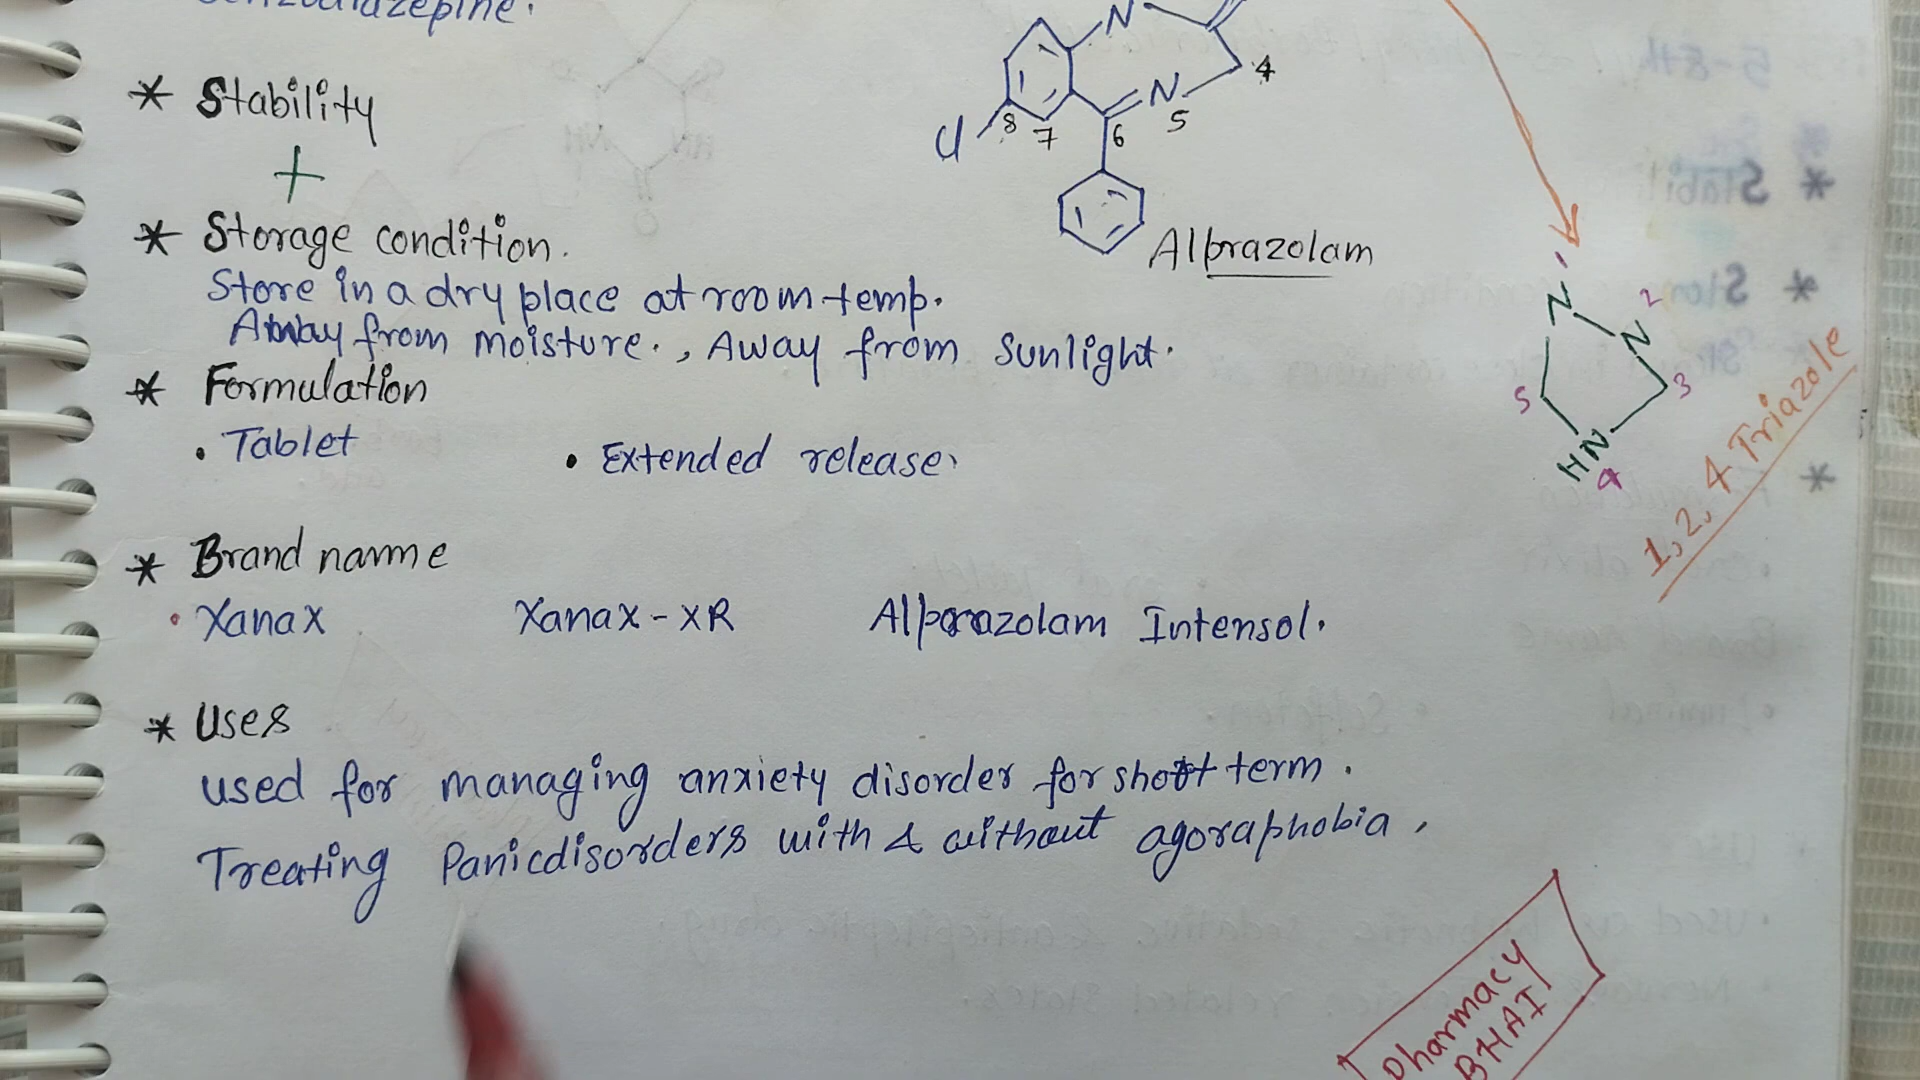 Benzodiazepine.
* Stability
+
* Storage condition.
Store in a dry place at room temp.
Away from moisture. , Away from sunlight.
* Formulation
• Tablet • Extended release
* Brand name
• Xanax Xanax-XR Alprazolam Intensol.
* Uses
used for managing anxiety disorder for short term.
Treating Panic disorders with & without agoraphobia,
N
N
4
5
6
7
8
Cl
Alprazolam
1
N
2
N
3
5
HN
4
1,2,4 Triazole
Pharmacy
BHAI